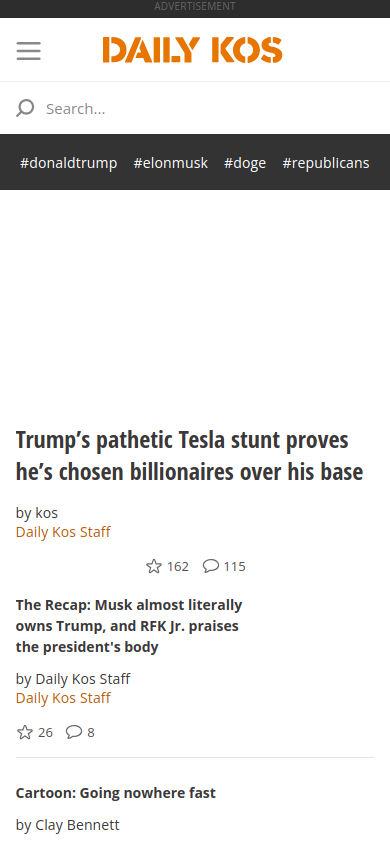 ADVERTISEMENT
DAILY KOS
Search...
#donaldtrump #elonmusk #doge #republicans
Trump’s pathetic Tesla stunt proves
he’s chosen billionaires over his base
by kos
Daily Kos Staff
162 115
The Recap: Musk almost literally
owns Trump, and RFK Jr. praises
the president's body
by Daily Kos Staff
Daily Kos Staff
26 8
Cartoon: Going nowhere fast
by Clay Bennett